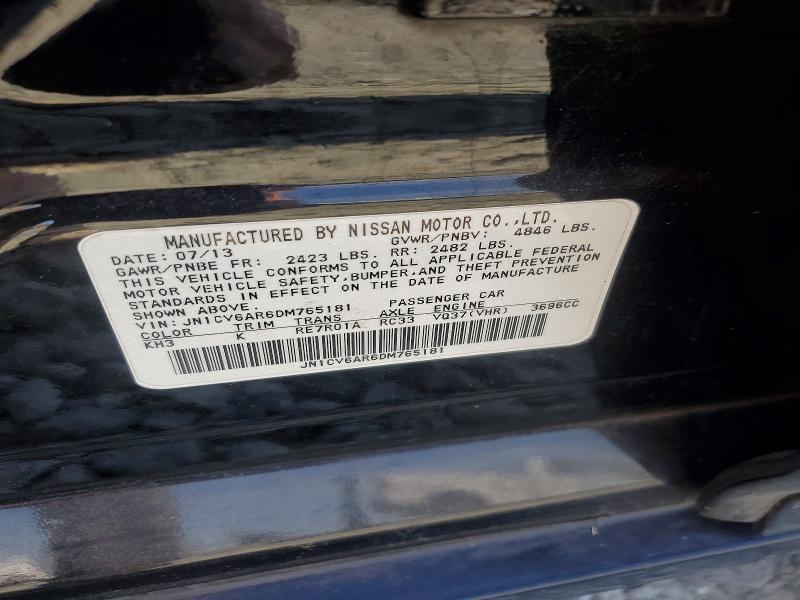 MANUFACTURED BY NISSAN MOTOR CO.,LTD.
DATE: 07/13 GVWR/PNBV: 4846 LBS.
GAWR/PNBE FR: 2423 LBS. RR: 2482 LBS.
THIS VEHICLE CONFORMS TO ALL APPLICABLE FEDERAL
MOTOR VEHICLE SAFETY,BUMPER,AND THEFT PREVENTION
STANDARDS IN EFFECT ON THE DATE OF MANUFACTURE
SHOWN ABOVE.
VIN: JN1CV6AR6DM765181 PASSENGER CAR
COLOR TRIM TRANS AXLE ENGINE
KH3 K RE7R01A RC33 VQ37(VHR) 3696CC
JN1CV6AR6DM765181